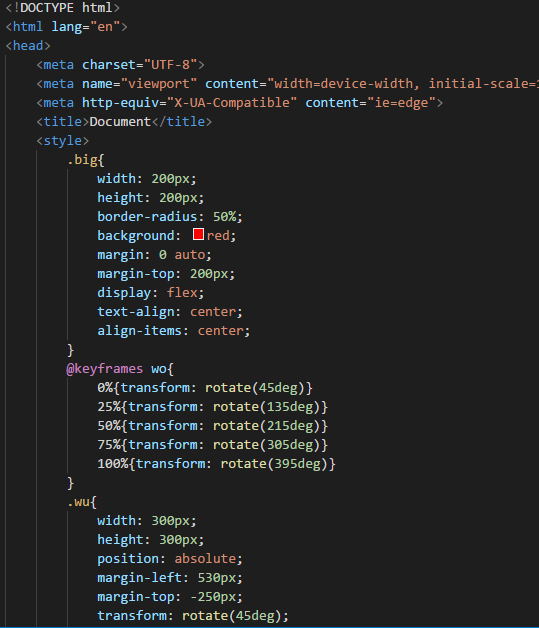 <!DOCTYPE html>
<html lang="en">
<head>
<meta charset="UTF-8">
<meta name="viewport" content="width=device-width, initial-scale=1
<meta http-equiv="X-UA-Compatible" content="ie=edge">
<title>Document</title>
<style>
.big{
width: 200px;
height: 200px;
border-radius: 50%;
background: red;
margin: 0 auto;
margin-top: 200px;
display: flex;
text-align: center;
align-items: center;
}
@keyframes wo{
0%{transform: rotate(45deg)}
25%{transform: rotate(135deg)}
50%{transform: rotate(215deg)}
75%{transform: rotate(305deg)}
100%{transform: rotate(395deg)}
}
.wu{
width: 300px;
height: 300px;
position: absolute;
margin-left: 530px;
margin-top: -250px;
transform: rotate(45deg);